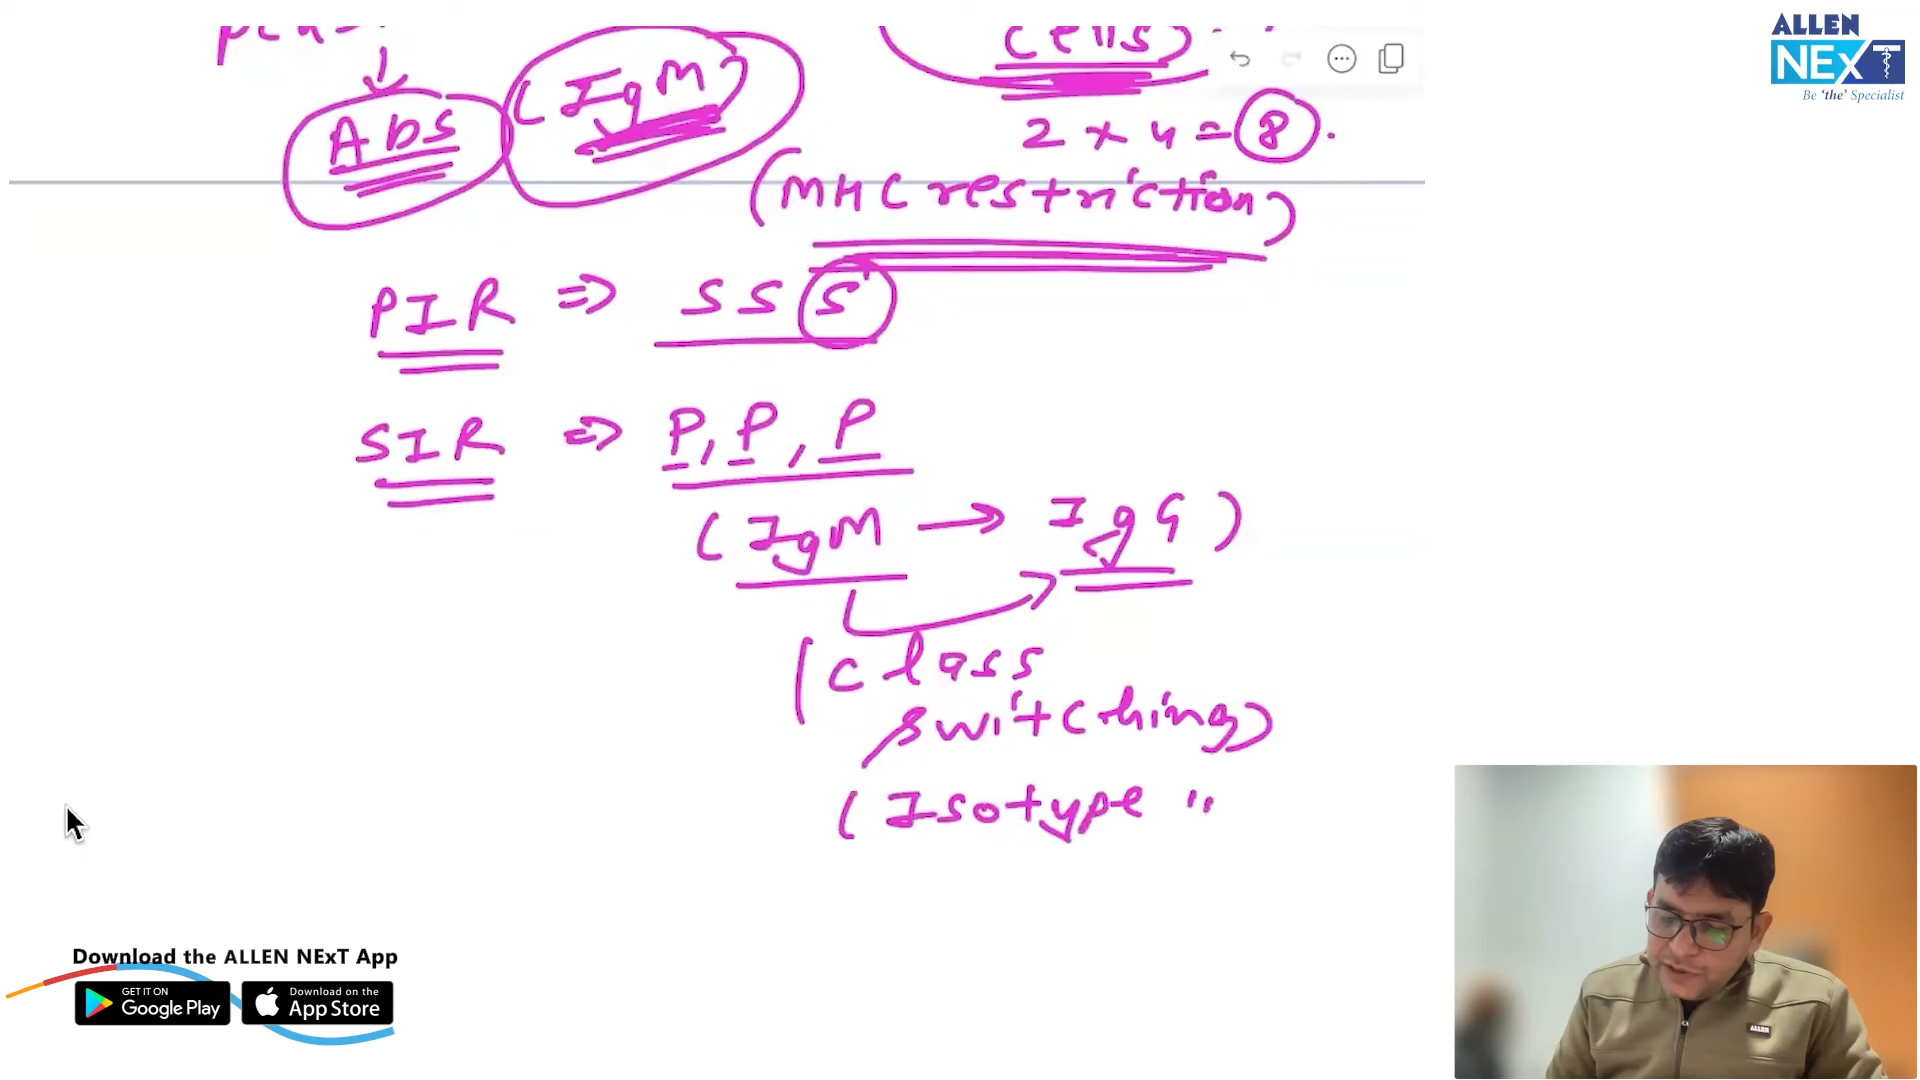 cells)
(IgM)
Abs
2 x 4 = 8.
(MHC restriction)
PIR ⇒ S S S
SIR ⇒ P, P, P
(IgM → IgG)
(class
switching)
(Isotype "
ALLEN
NExT
Be 'the' Specialist
Download the ALLEN NExT App
GET IT ON
Google Play
Download on the
App Store
ALLEN